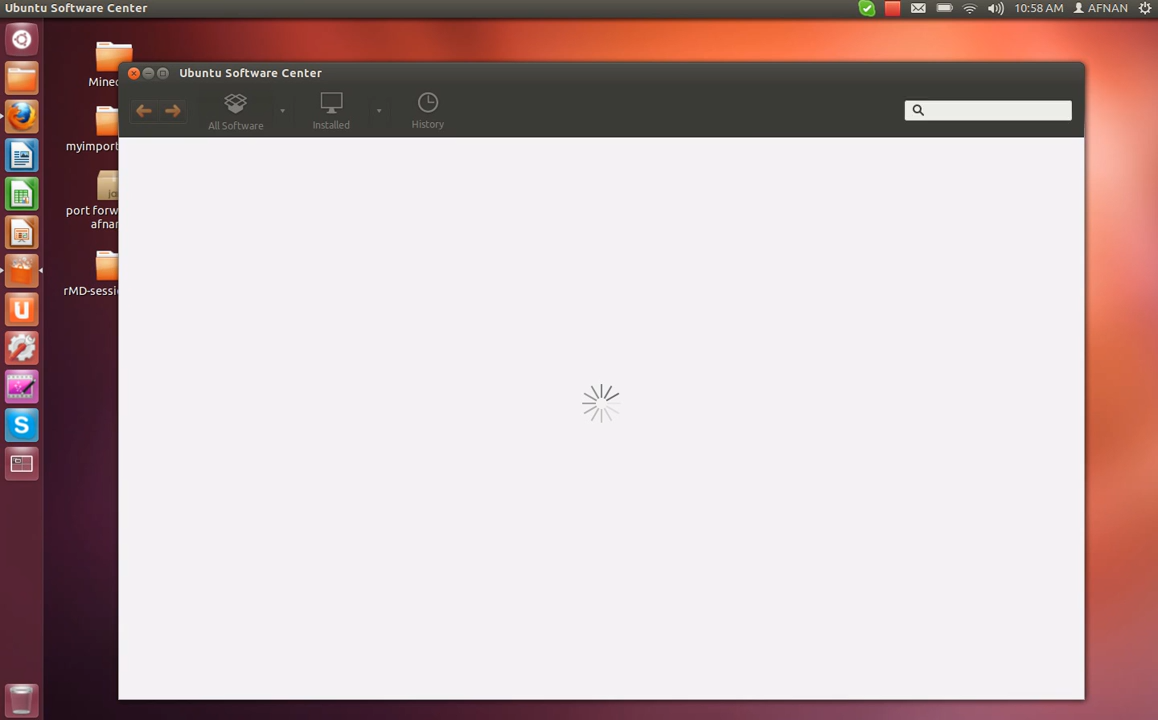 Ubuntu Software Center
10:58 AM
AFNAN
Minec
myimport
port forw
afnan
rMD-sessi
Ubuntu Software Center
All Software
Installed
History